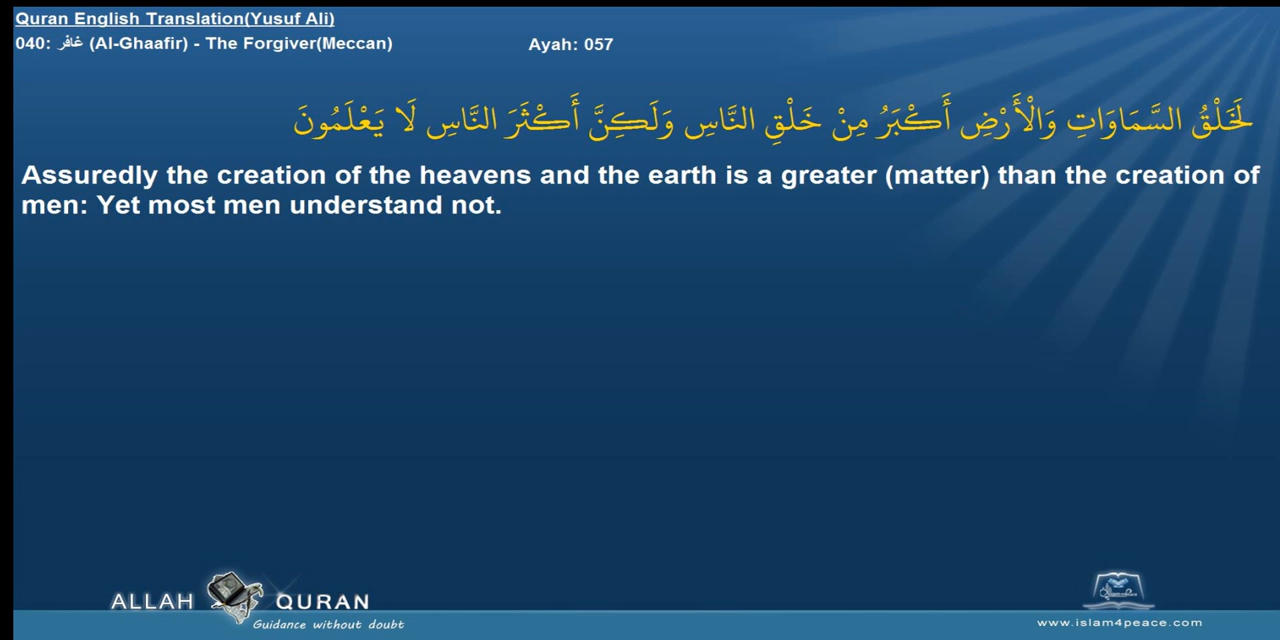 Quran English Translation(Yusuf Ali)
040: غافر (Al-Ghaafir) - The Forgiver(Meccan) Ayah: 057
لَخَلْقُ السَّمَاوَاتِ وَالْأَرْضِ أَكْبَرُ مِنْ خَلْقِ النَّاسِ وَلَكِنَّ أَكْثَرَ النَّاسِ لَا يَعْلَمُونَ
Assuredly the creation of the heavens and the earth is a greater (matter) than the creation of
men: Yet most men understand not.
ALLAH QURAN
Guidance without doubt
www.islam4peace.com